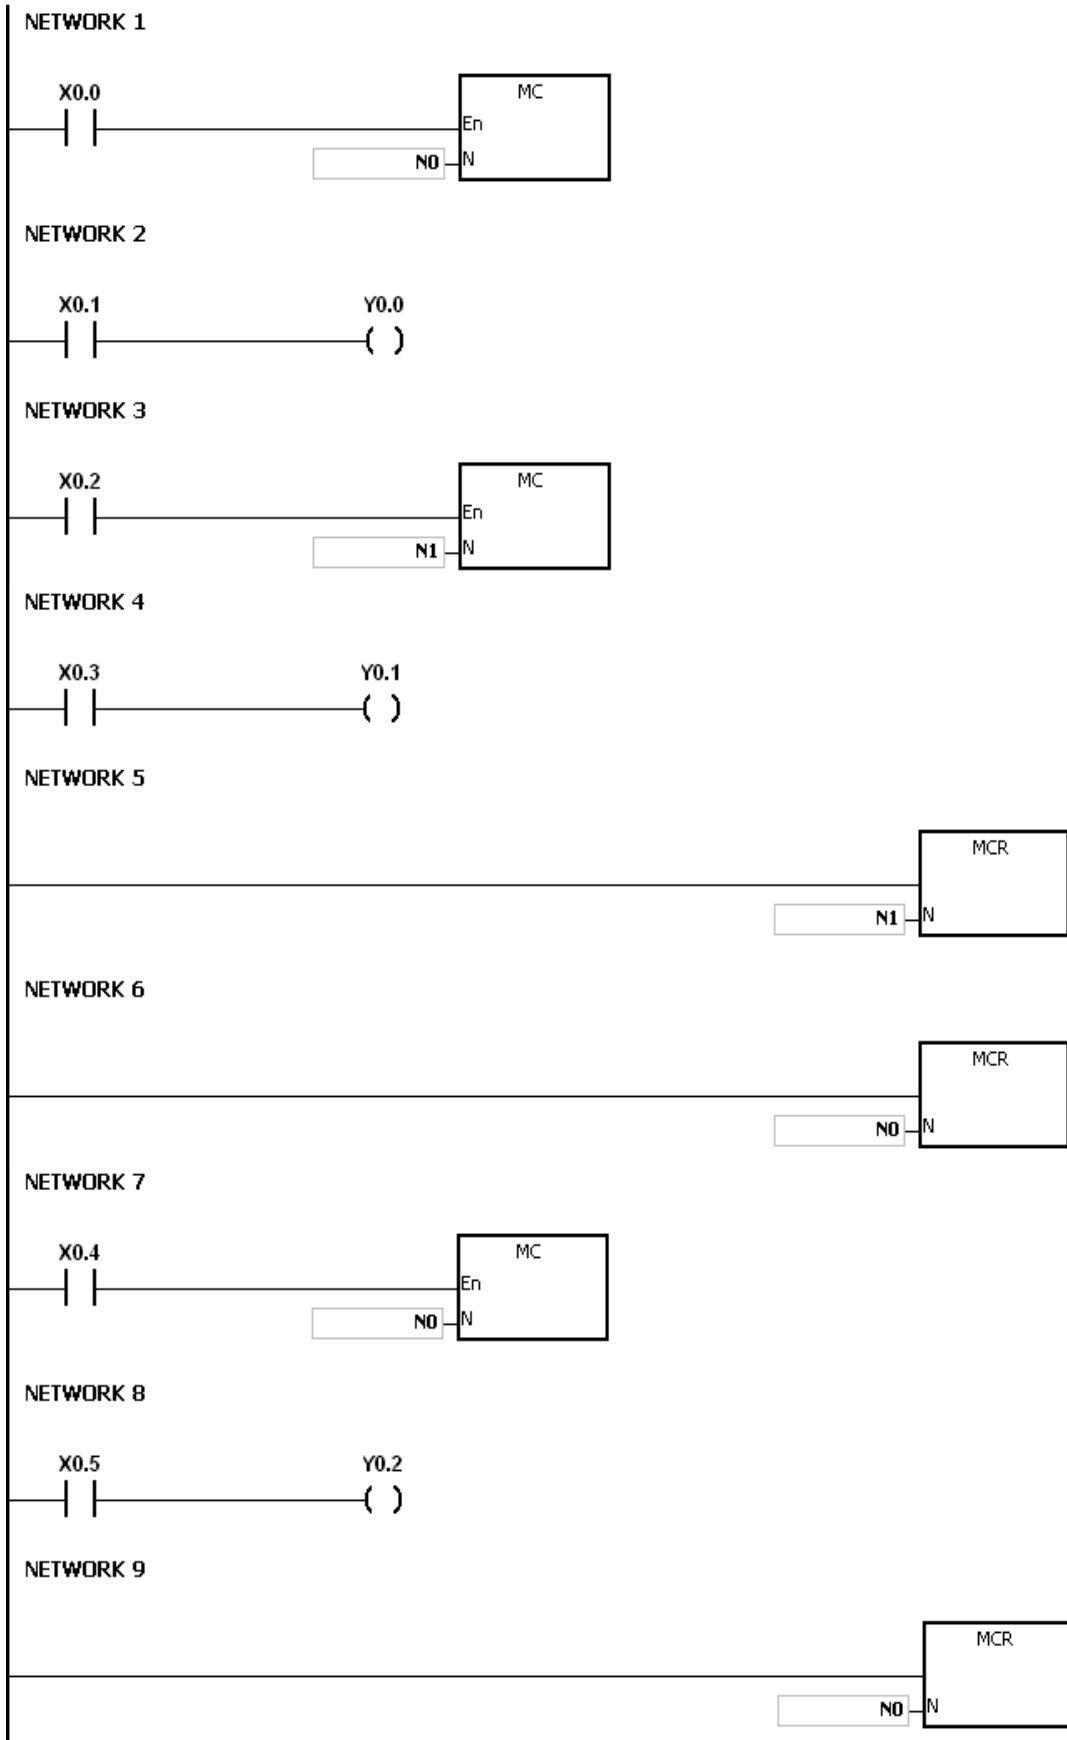 NETWORK 1
X0.0
MC
En
N0 N
NETWORK 2
X0.1 Y0.0
NETWORK 3
X0.2
MC
En
N1 N
NETWORK 4
X0.3 Y0.1
NETWORK 5
MCR
N1 N
NETWORK 6
MCR
N0 N
NETWORK 7
X0.4
MC
En
N0 N
NETWORK 8
X0.5 Y0.2
NETWORK 9
MCR
N0 N